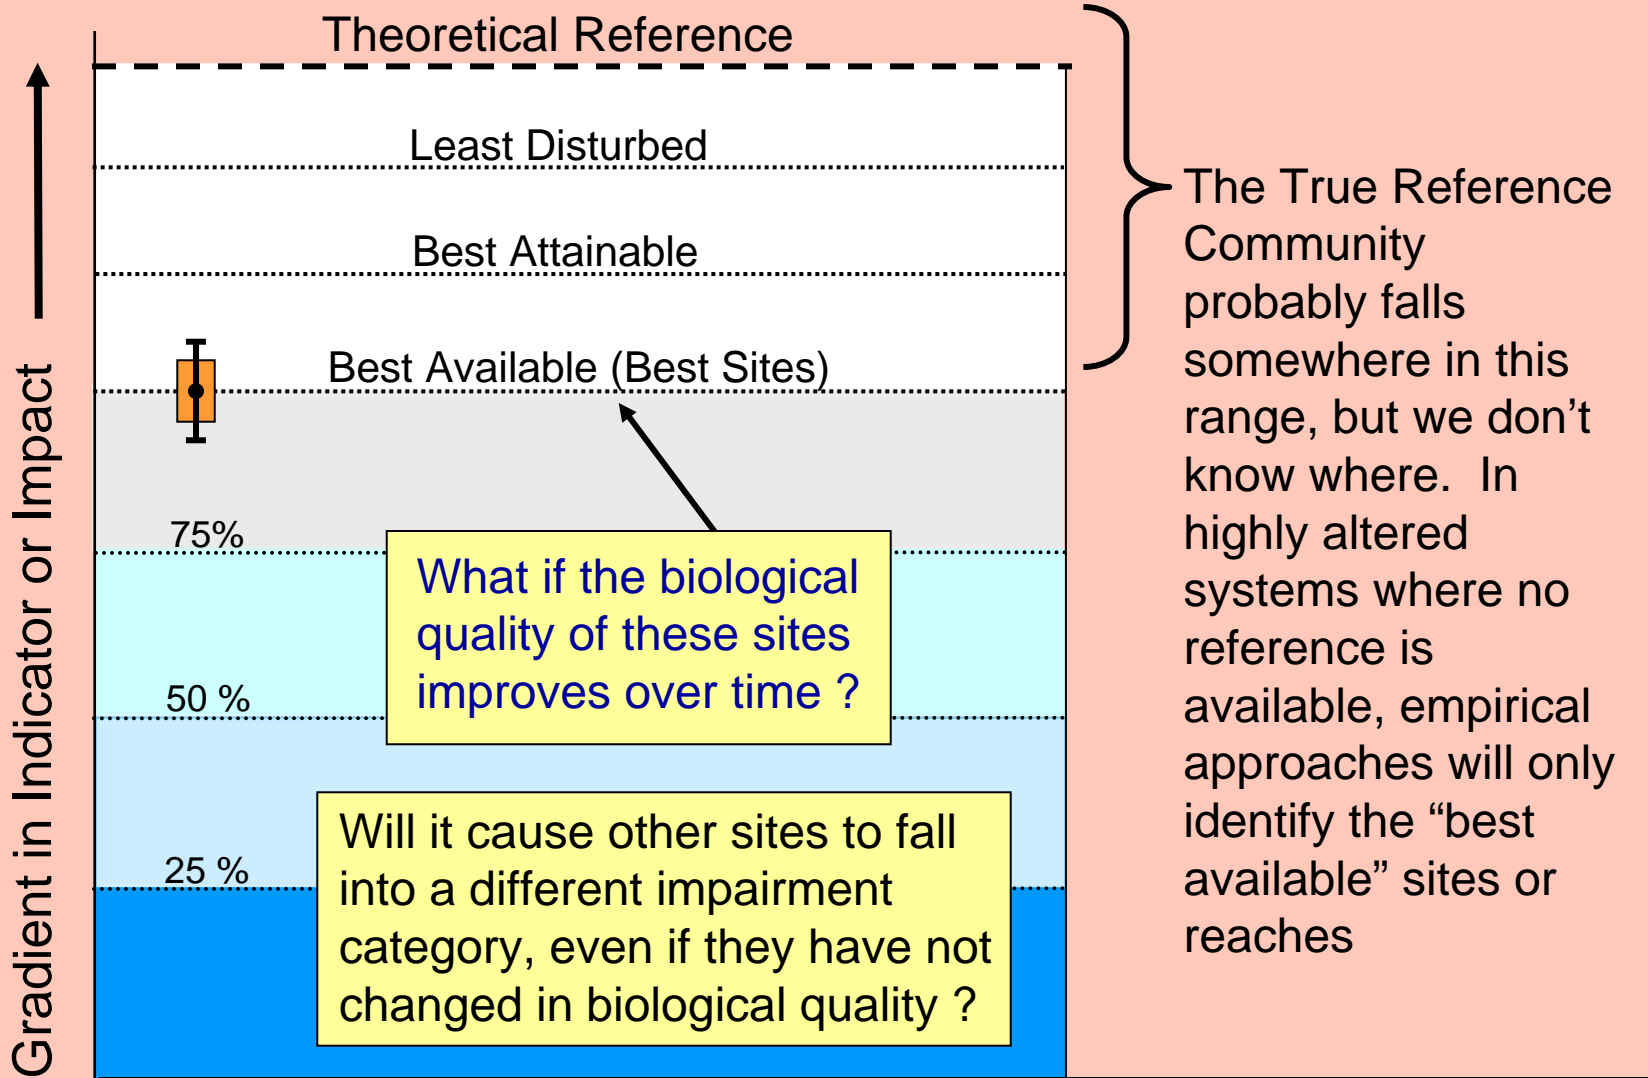 Theoretical Reference
Least Disturbed
Best Attainable
Best Available (Best Sites)
75%
50 %
25 %
Gradient in Indicator or Impact
What if the biological
quality of these sites
improves over time ?
Will it cause other sites to fall
into a different impairment
category, even if they have not
changed in biological quality ?
The True Reference
Community
probably falls
somewhere in this
range, but we don’t
know where.  In
highly altered
systems where no
reference is
available, empirical
approaches will only
identify the “best
available” sites or
reaches